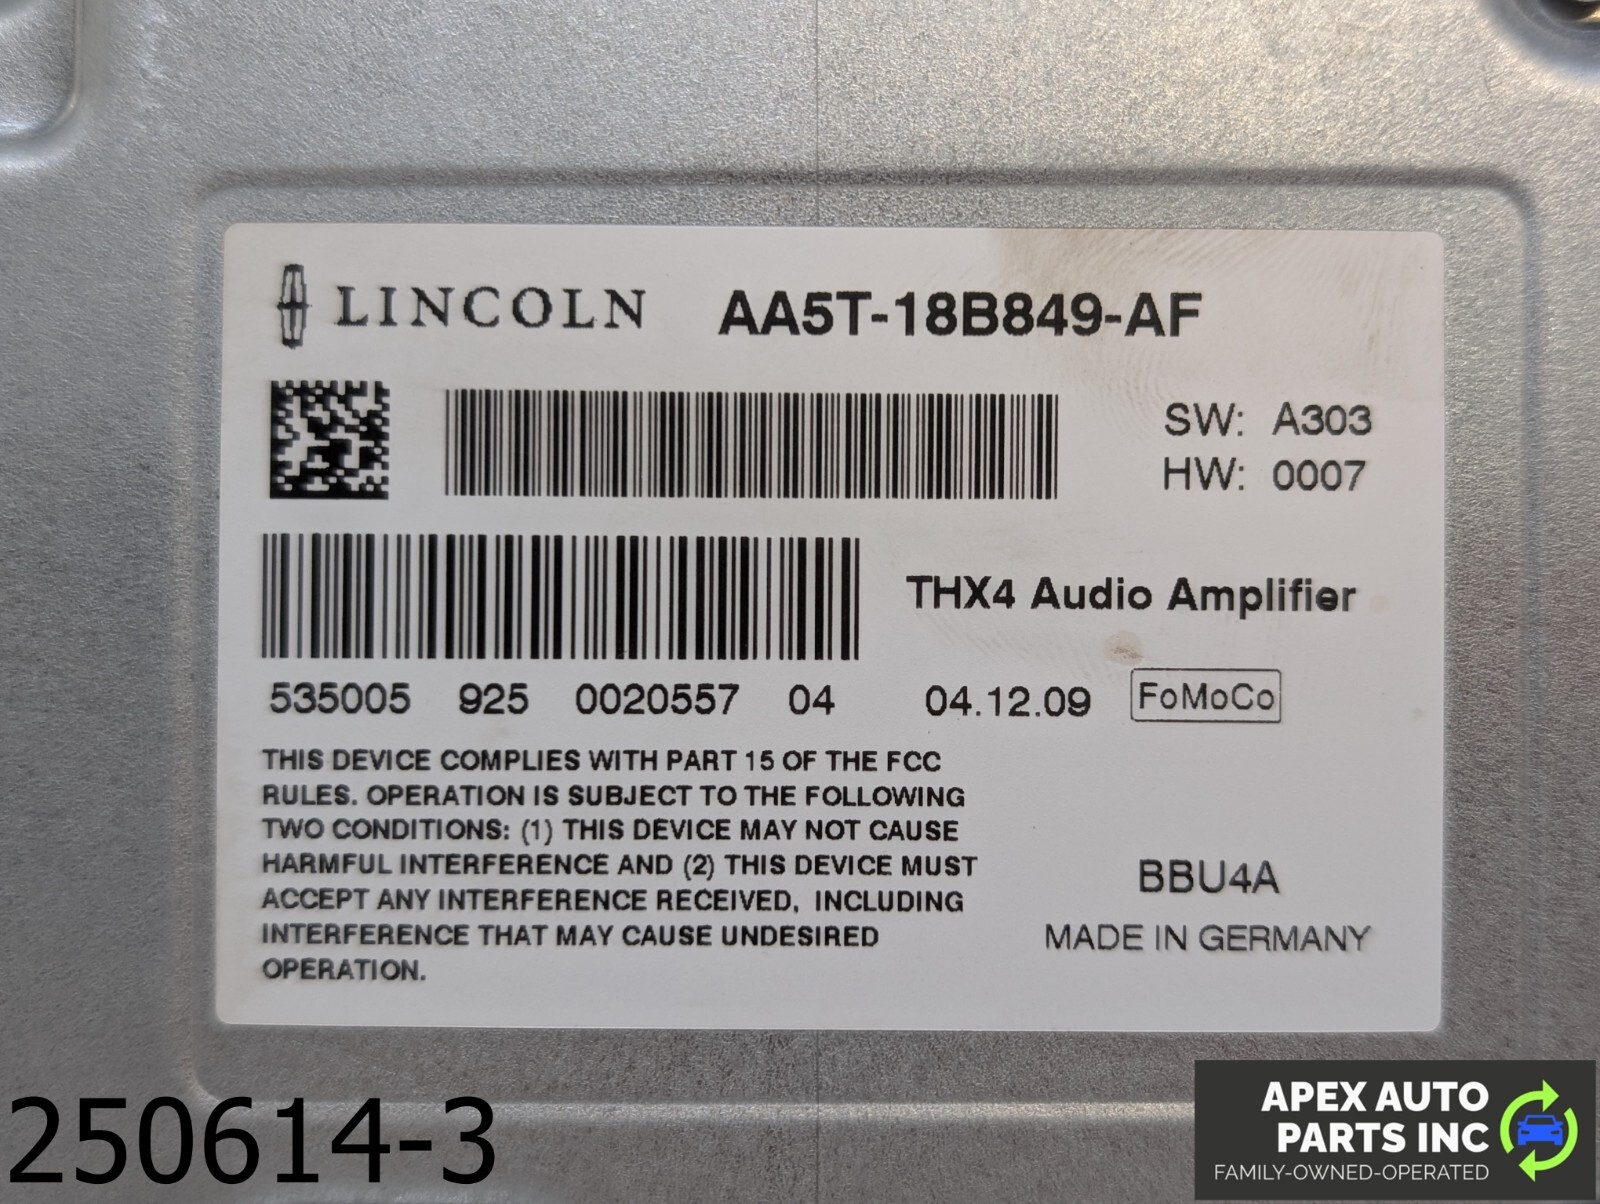 LINCOLN AA5T-18B849-AF
SW: A303
HW: 0007
THX4 Audio Amplifier
535005 925 0020557 04 04.12.09 FoMoCo
THIS DEVICE COMPLIES WITH PART 15 OF THE FCC
RULES. OPERATION IS SUBJECT TO THE FOLLOWING
TWO CONDITIONS: (1) THIS DEVICE MAY NOT CAUSE
HARMFUL INTERFERENCE AND (2) THIS DEVICE MUST
ACCEPT ANY INTERFERENCE RECEIVED, INCLUDING
INTERFERENCE THAT MAY CAUSE UNDESIRED
OPERATION.
BBU4A
MADE IN GERMANY
250614-3
APEX AUTO
PARTS INC
FAMILY-OWNED-OPERATED